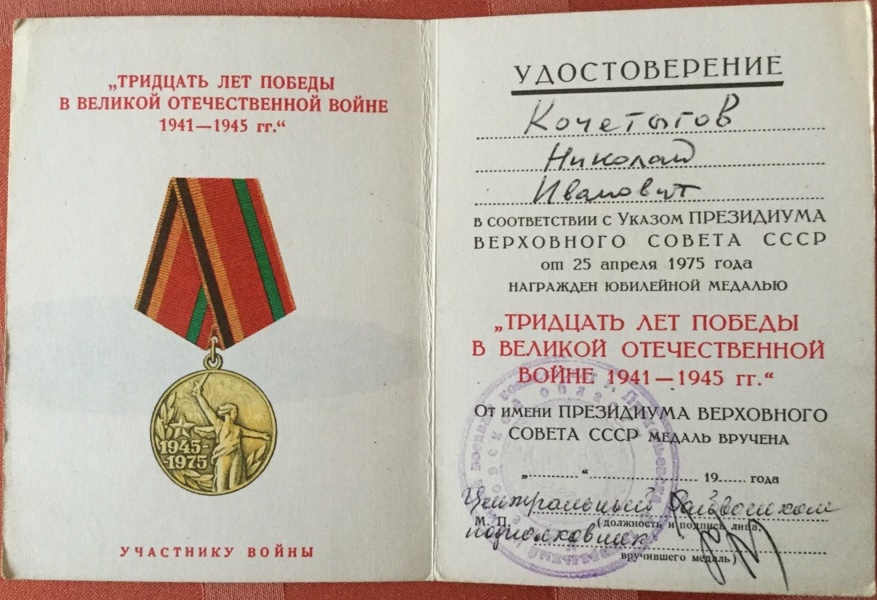 „ТРИДЦАТЬ ЛЕТ ПОБЕДЫ
В ВЕЛИКОЙ ОТЕЧЕСТВЕННОЙ ВОЙНЕ
1941—1945 гг.“
1945-
-1975
УЧАСТНИКУ ВОЙНЫ
УДОСТОВЕРЕНИЕ
Кочетыгов
Николай
Иванович
В СООТВЕТСТВИИ С УКАЗОМ ПРЕЗИДИУМА
ВЕРХОВНОГО СОВЕТА СССР
от 25 апреля 1975 года
НАГРАЖДЕН ЮБИЛЕЙНОЙ МЕДАЛЬЮ
„ТРИДЦАТЬ ЛЕТ ПОБЕДЫ
В ВЕЛИКОЙ ОТЕЧЕСТВЕННОЙ
ВОЙНЕ 1941—1945 гг.“
От имени ПРЕЗИДИУМА ВЕРХОВНОГО
СОВЕТА СССР МЕДАЛЬ ВРУЧЕНА
„ “ 19 года
Центральный райвоенком
М. П. (должность и подпись лица,
подполковник
вручившего медаль)